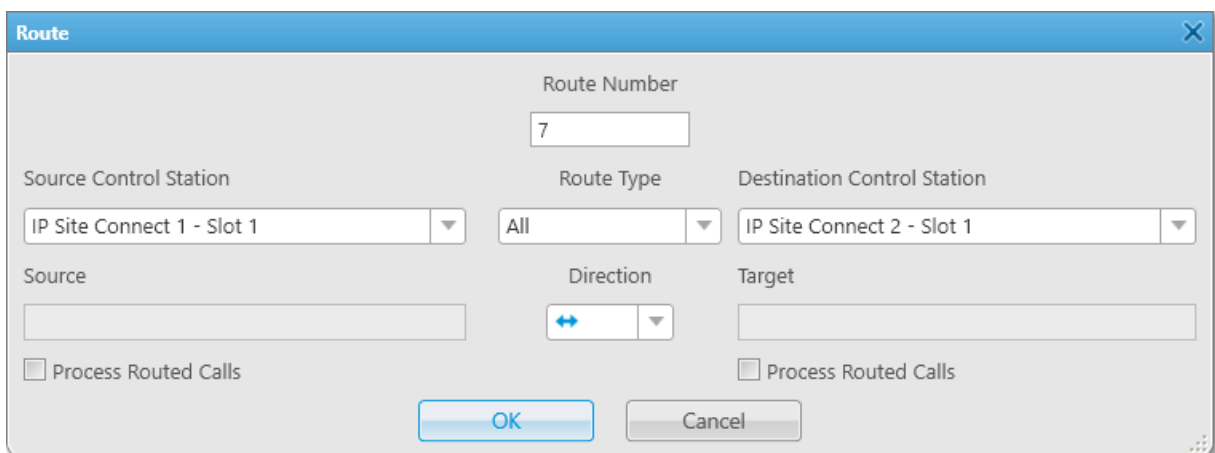 Route
Route Number
7
Source Control Station Route Type Destination Control Station
IP Site Connect 1 - Slot 1 All IP Site Connect 2 - Slot 1
Source Direction Target
Process Routed Calls Process Routed Calls
OK Cancel